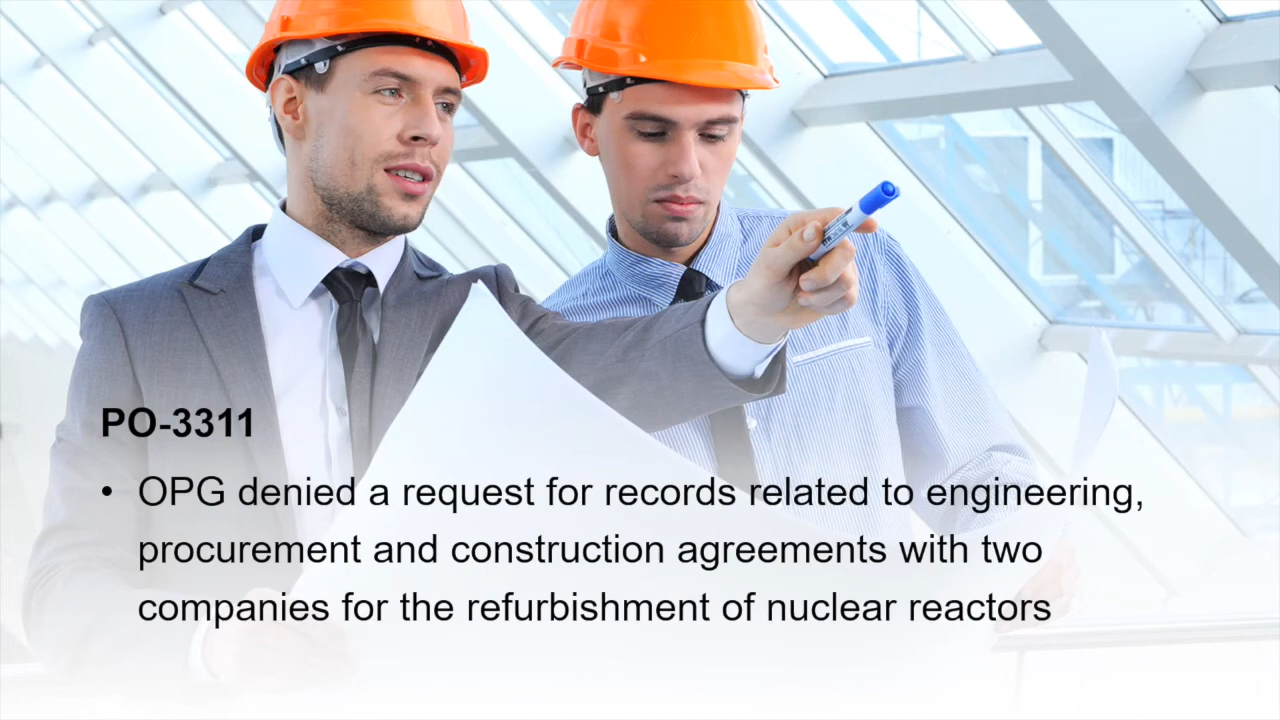 PO-3311
• OPG denied a request for records related to engineering,
procurement and construction agreements with two
companies for the refurbishment of nuclear reactors